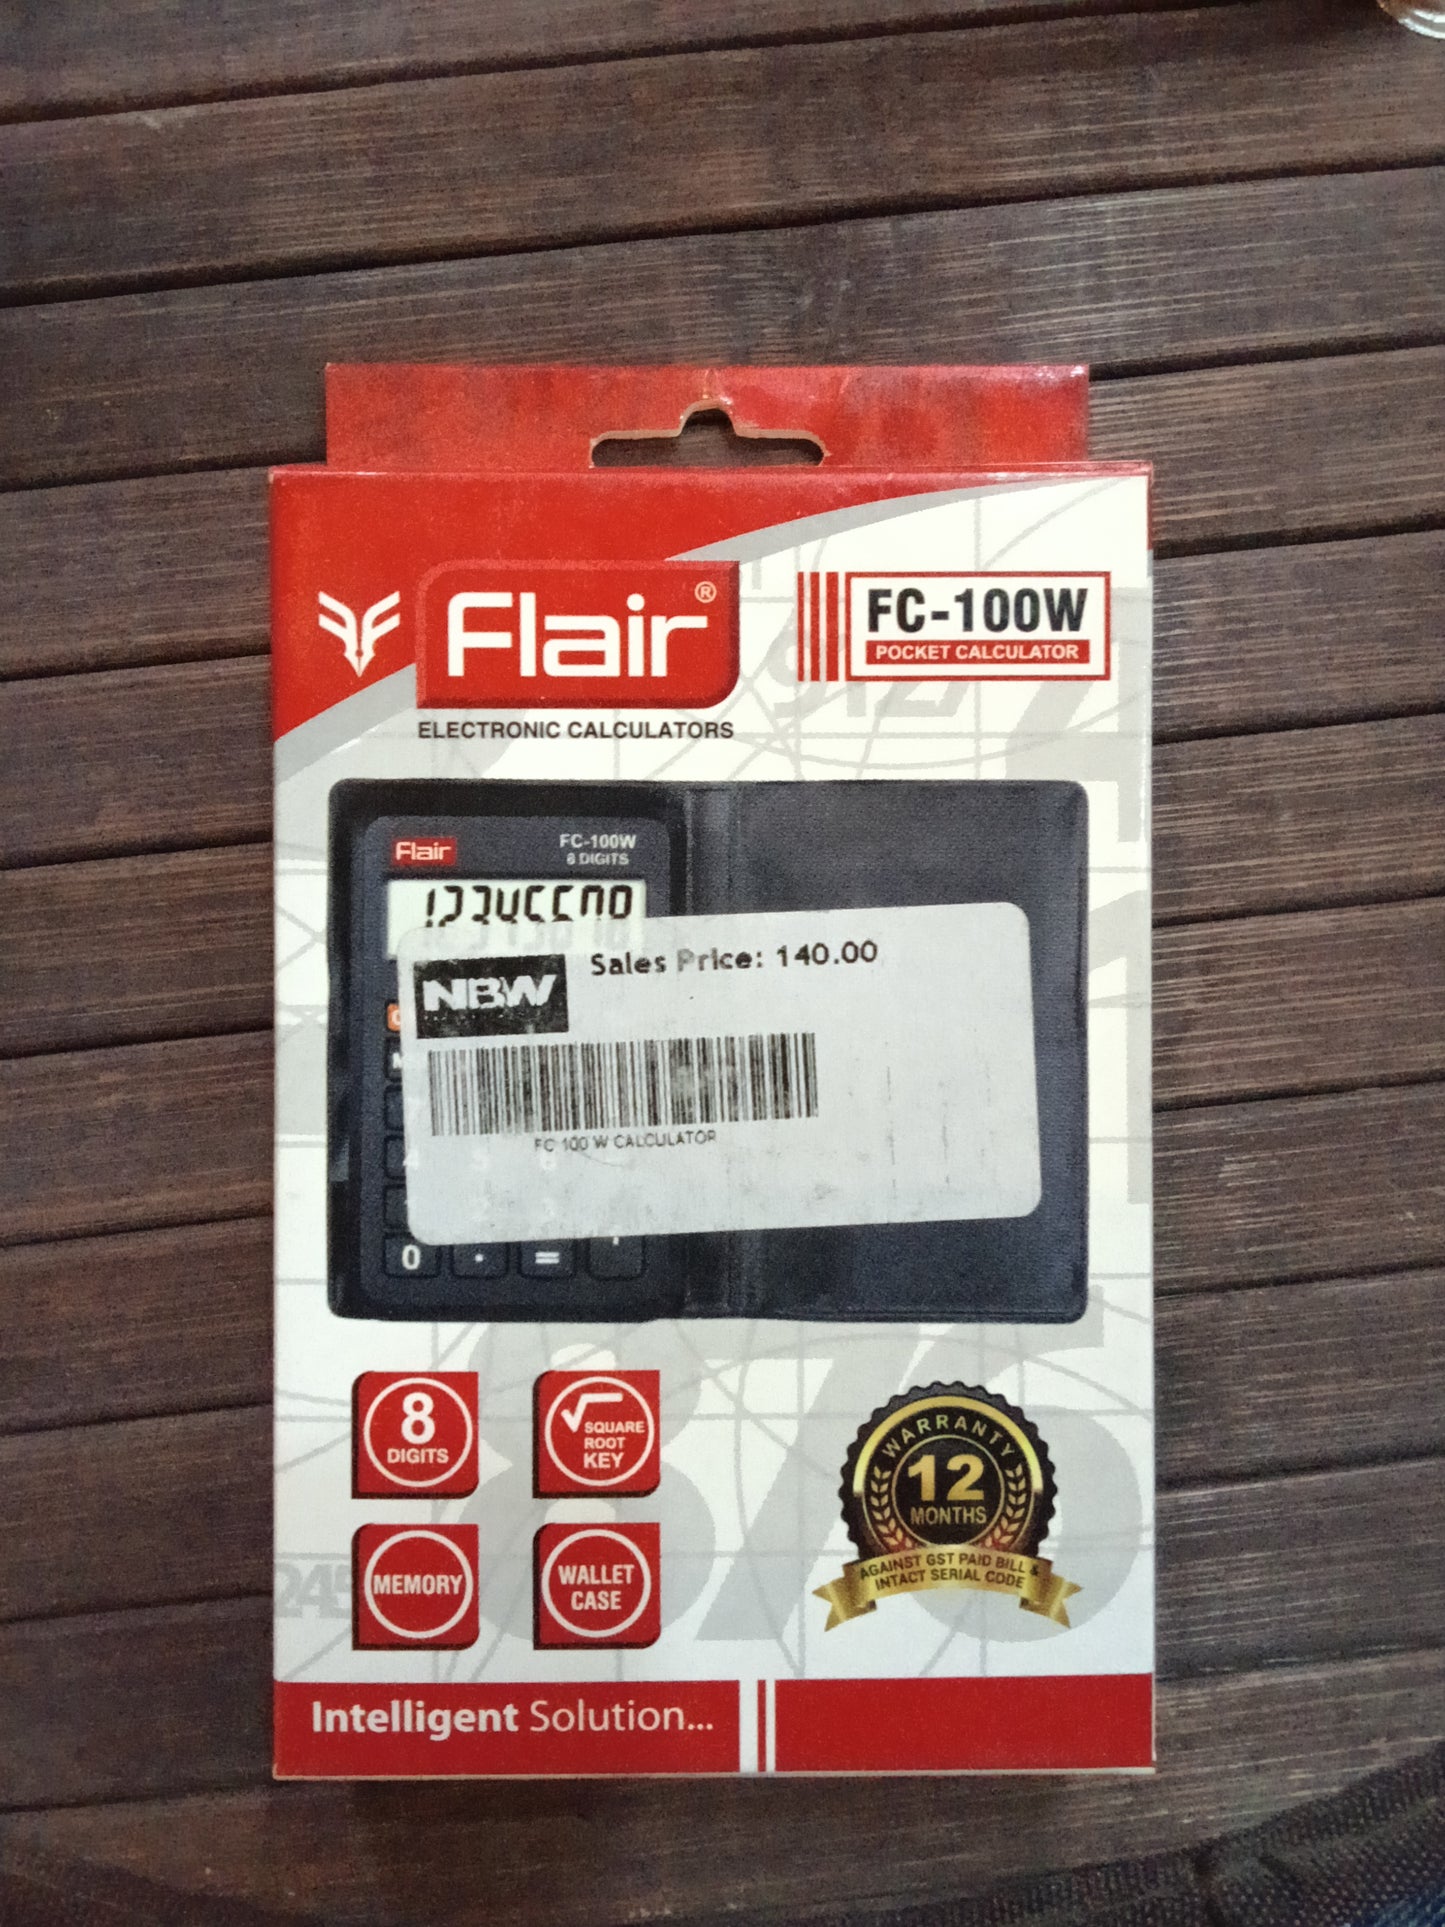 Flair®
ELECTRONIC CALCULATORS
FC-100W
POCKET CALCULATOR
Flair
FC-100W
8 DIGITS
12345678
NBW
Sales Price: 140.00
FC 100 W CALCULATOR
0 . =
8
DIGITS
SQUARE
ROOT
KEY
MEMORY
WALLET
CASE
WARRANTY
12
MONTHS
AGAINST GST PAID BILL &
INTACT SERIAL CODE
Intelligent Solution...